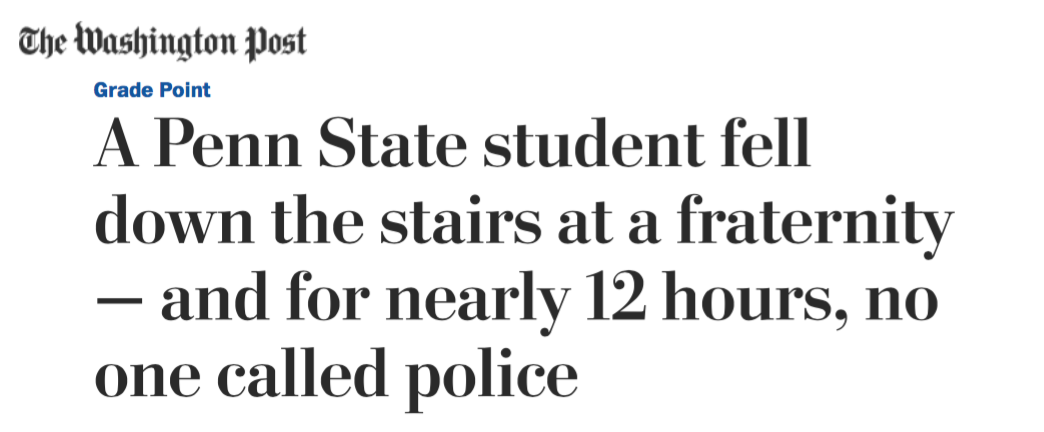 The Washington Post
Grade Point
A Penn State student fell
down the stairs at a fraternity
— and for nearly 12 hours, no
one called police